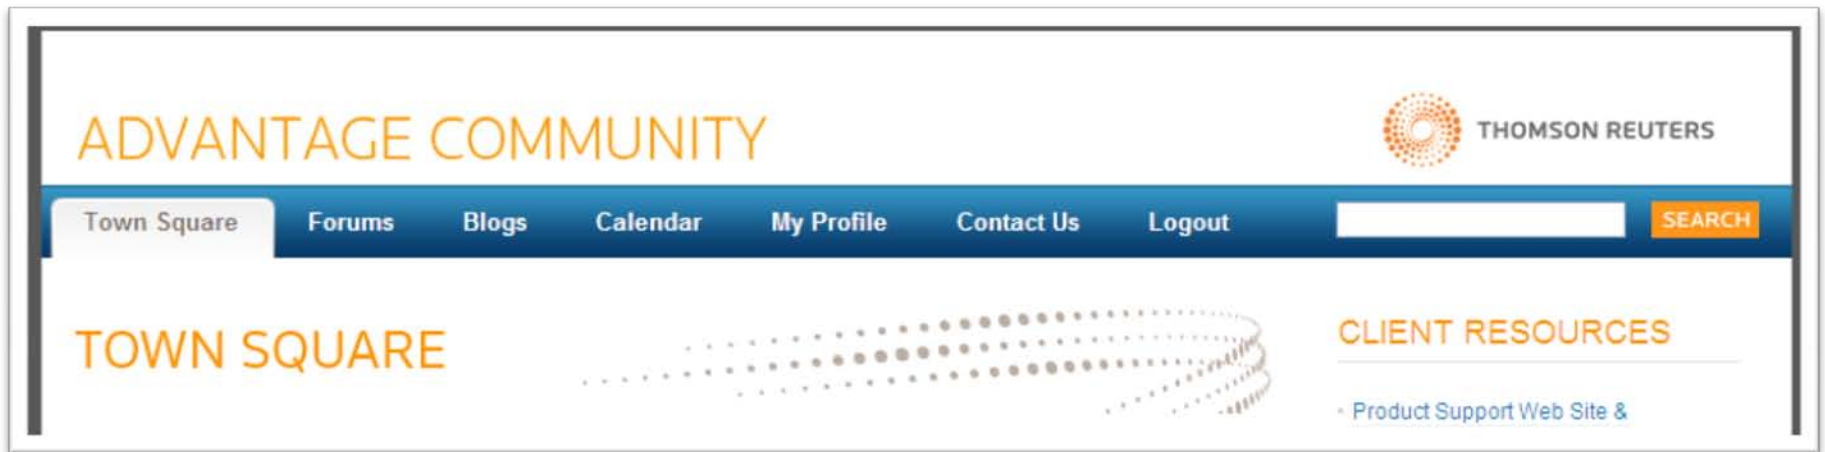 ADVANTAGE COMMUNITY
THOMSON REUTERS
Town Square Forums Blogs Calendar My Profile Contact Us Logout SEARCH
TOWN SQUARE
CLIENT RESOURCES
Product Support Web Site &